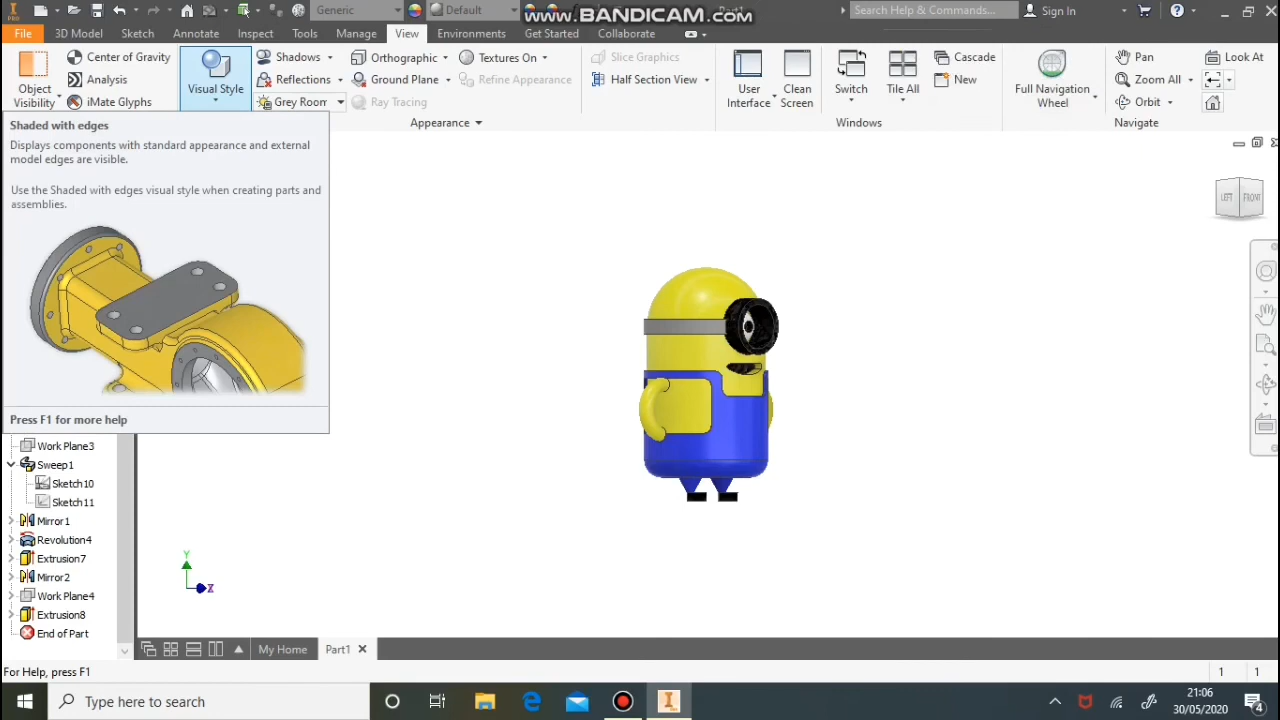 PRO
Generic
Default
Part1
www.BANDICAM.com
Search Help & Commands...
Sign In
File
3D Model
Sketch
Annotate
Inspect
Tools
Manage
View
Environments
Get Started
Collaborate
Object
Visibility
Center of Gravity
Analysis
iMate Glyphs
Visual Style
Shadows
Reflections
Grey Room
Orthographic
Ground Plane
Ray Tracing
Textures On
Refine Appearance
Appearance
Slice Graphics
Half Section View
User
Interface
Clean
Screen
Switch
Tile All
Cascade
New
Windows
Full Navigation
Wheel
Pan
Zoom All
Orbit
Look At
Navigate
Shaded with edges
Displays components with standard appearance and external
model edges are visible.
Use the Shaded with edges visual style when creating parts and
assemblies.
Press F1 for more help
LEFT
FRONT
Work Plane3
Sweep1
Sketch10
Sketch11
Mirror1
Revolution4
Extrusion7
Mirror2
Work Plane4
Extrusion8
End of Part
Y
Z
My Home
Part1
For Help, press F1
1
1
Type here to search
21:06
30/05/2020
4